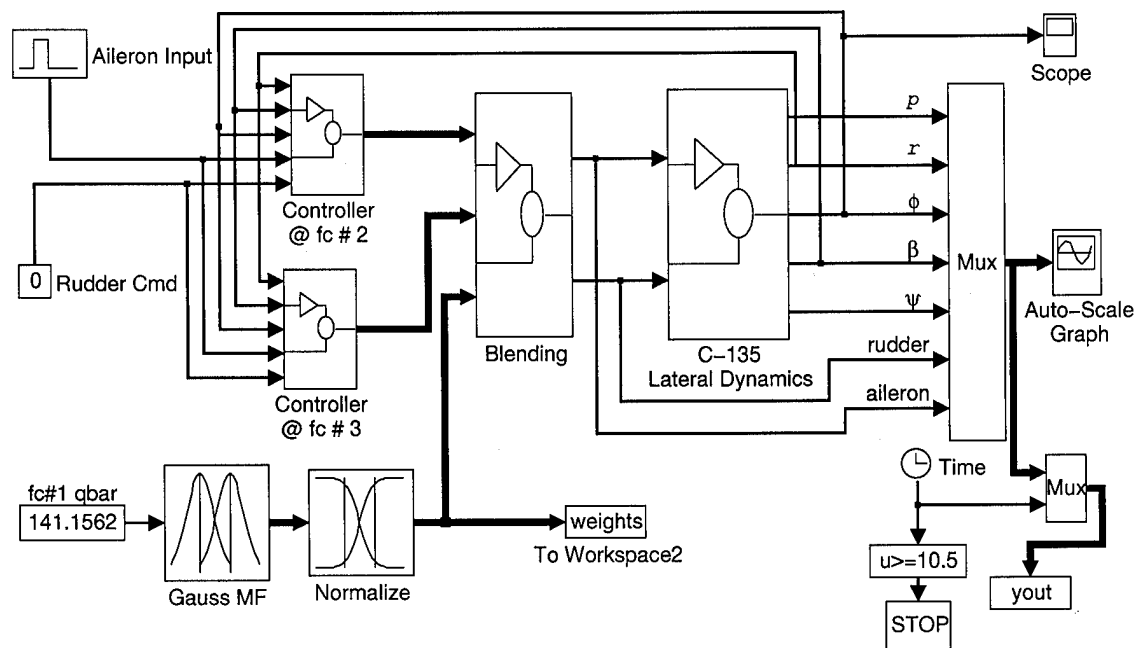 Aileron Input
Scope
p
r
ϕ
β
ψ
rudder
aileron
Mux
Controller
@ fc # 2
0
Rudder Cmd
Controller
@ fc # 3
Blending
C−135
Lateral Dynamics
Auto−Scale
Graph
fc#1 qbar
141.1562
Gauss MF
Normalize
weights
To Workspace2
Time
Mux
u>=10.5
STOP
yout